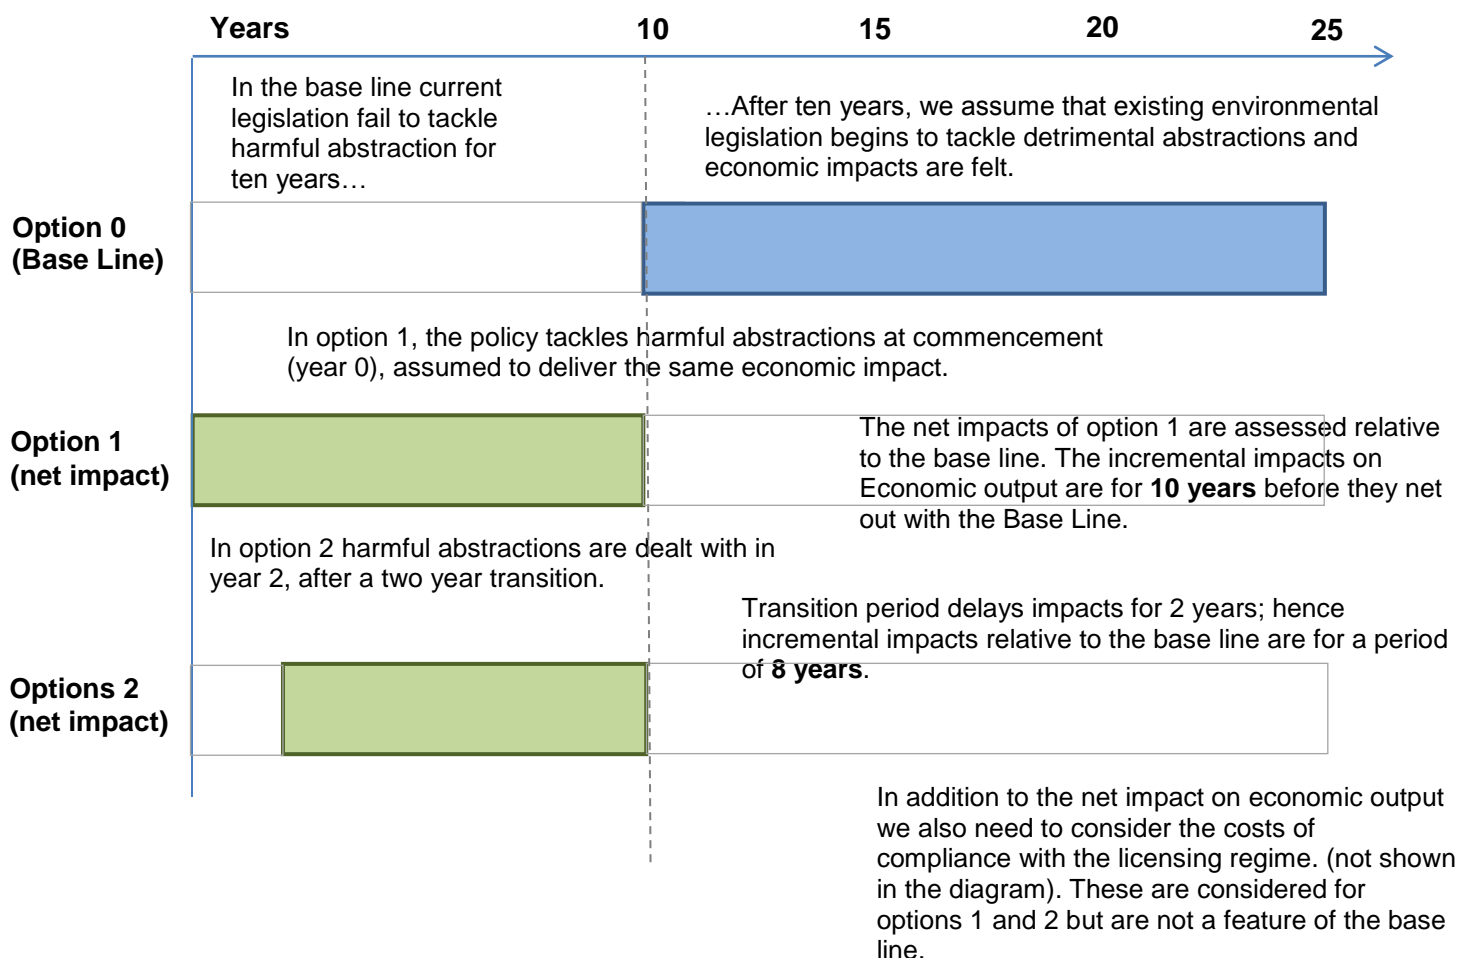 Years 10 15 20 25
In the base line current
legislation fail to tackle
harmful abstraction for
ten years…
…After ten years, we assume that existing environmental
legislation begins to tackle detrimental abstractions and
economic impacts are felt.
Option 0
(Base Line)
In option 1, the policy tackles harmful abstractions at commencement
(year 0), assumed to deliver the same economic impact.
Option 1
(net impact)
The net impacts of option 1 are assessed relative
to the base line. The incremental impacts on
Economic output are for 10 years before they net
out with the Base Line.
In option 2 harmful abstractions are dealt with in
year 2, after a two year transition.
Transition period delays impacts for 2 years; hence
incremental impacts relative to the base line are for a period
of 8 years.
Options 2
(net impact)
In addition to the net impact on economic output
we also need to consider the costs of
compliance with the licensing regime. (not shown
in the diagram). These are considered for
options 1 and 2 but are not a feature of the base
line.